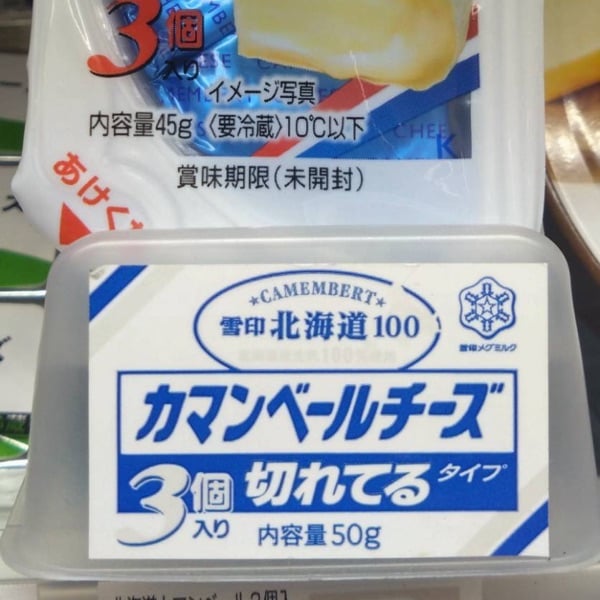 3個
入り
イメージ写真
内容量45g〈要冷蔵〉10℃以下
賞味期限（未開封）
CHEE
K
★CAMEMBERT★
雪印北海道100
雪印メグミルク
カマンベールチーズ
3個
入り
切れてるタイプ
内容量50g